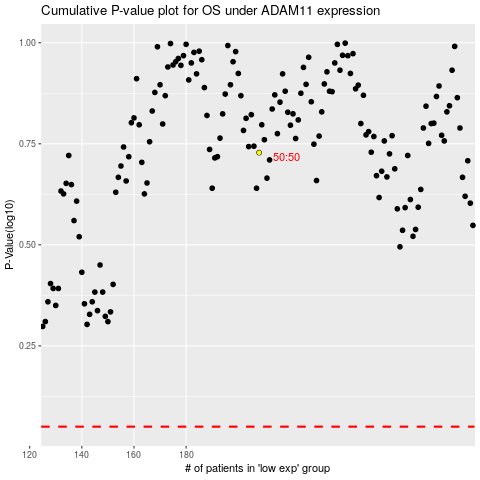 Cumulative P-value plot for OS under ADAM11 expression
P-Value(log10)
1.00
0.75
0.50
0.25
50:50
120 140 160 180
# of patients in 'low exp' group